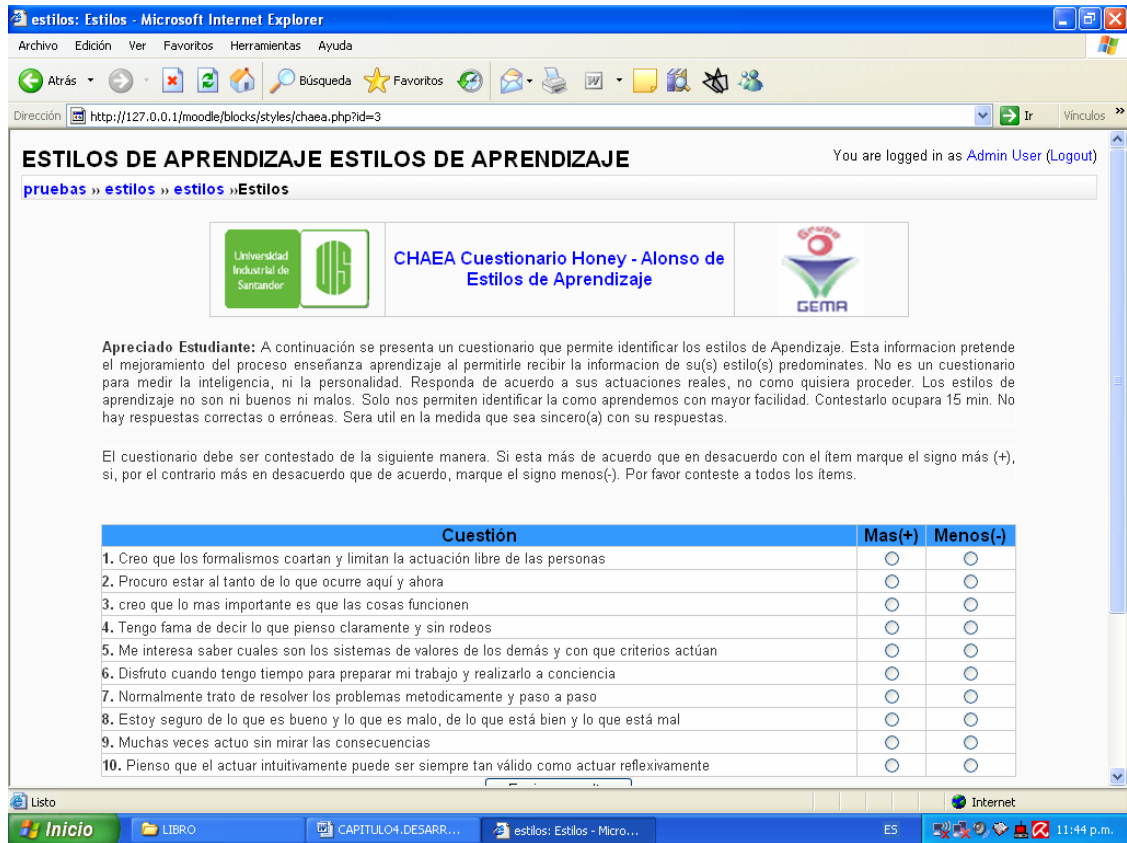 estilos: Estilos - Microsoft Internet Explorer
Archivo Edición Ver Favoritos Herramientas Ayuda
Atrás Búsqueda Favoritos
Dirección http://127.0.0.1/moodle/blocks/styles/chaea.php?id=3 Ir Vínculos »
ESTILOS DE APRENDIZAJE ESTILOS DE APRENDIZAJE You are logged in as Admin User (Logout)
pruebas » estilos » estilos »Estilos
Universidad
Industrial de
Santander
CHAEA Cuestionario Honey - Alonso de
Estilos de Aprendizaje
Grupo
GEMA
Apreciado Estudiante: A continuación se presenta un cuestionario que permite identificar los estilos de Apendizaje. Esta informacion pretende
el mejoramiento del proceso enseñanza aprendizaje al permitirle recibir la informacion de su(s) estilo(s) predominates. No es un cuestionario
para medir la inteligencia, ni la personalidad. Responda de acuerdo a sus actuaciones reales, no como quisiera proceder. Los estilos de
aprendizaje no son ni buenos ni malos. Solo nos permiten identificar la como aprendemos con mayor facilidad. Contestarlo ocupara 15 min. No
hay respuestas correctas o erróneas. Sera util en la medida que sea sincero(a) con su respuestas.
El cuestionario debe ser contestado de la siguiente manera. Si esta más de acuerdo que en desacuerdo con el ítem marque el signo más (+),
si, por el contrario más en desacuerdo que de acuerdo, marque el signo menos(-). Por favor conteste a todos los ítems.
Cuestión Mas(+) Menos(-)
1. Creo que los formalismos coartan y limitan la actuación libre de las personas
2. Procuro estar al tanto de lo que ocurre aquí y ahora
3. creo que lo mas importante es que las cosas funcionen
4. Tengo fama de decir lo que pienso claramente y sin rodeos
5. Me interesa saber cuales son los sistemas de valores de los demás y con que criterios actúan
6. Disfruto cuando tengo tiempo para preparar mi trabajo y realizarlo a conciencia
7. Normalmente trato de resolver los problemas metodicamente y paso a paso
8. Estoy seguro de lo que es bueno y lo que es malo, de lo que está bien y lo que está mal
9. Muchas veces actuo sin mirar las consecuencias
10. Pienso que el actuar intuitivamente puede ser siempre tan válido como actuar reflexivamente
Listo Internet
Inicio LIBRO CAPITULO4.DESARR... estilos: Estilos - Micro... ES 11:44 p.m.